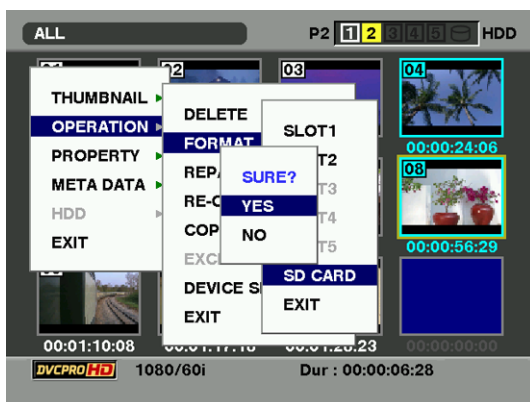 ALL
P2 1 2 3 4 5 HDD
02
03
04
THUMBNAIL
OPERATION
PROPERTY
META DATA
HDD
EXIT
DELETE
FORMAT
COP
DEVICE
EXIT
SLOT1
SD CARD
EXIT
SURE?
YES
NO
00:00:24:06
08
00:00:56:29
00:01:10:08
00:00:00:00
DVCPRO HD 1080/60i Dur : 00:00:06:28